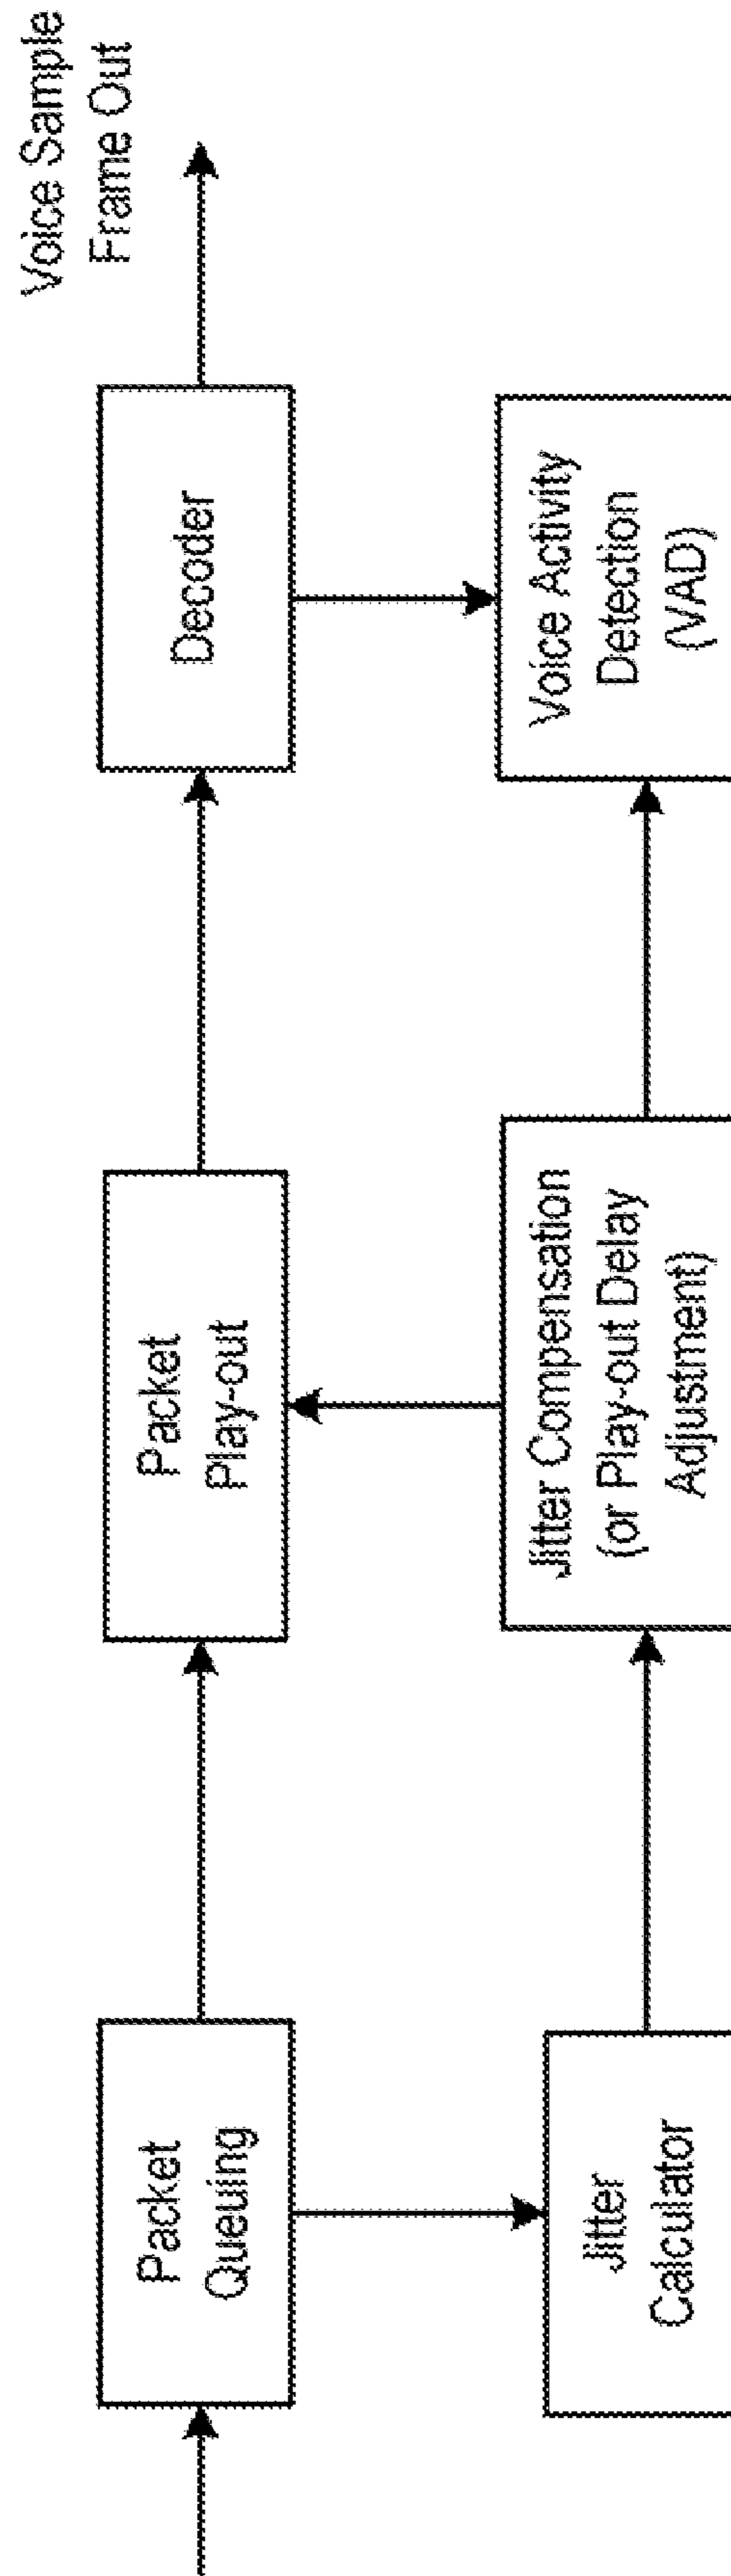 Packet
Queuing
Packet
Play-out
Decoder
Voice Sample
Frame Out
Jitter
Calculator
Jitter Compensation
(or Play-out Delay
Adjustment)
Voice Activity
Detection
(VAD)